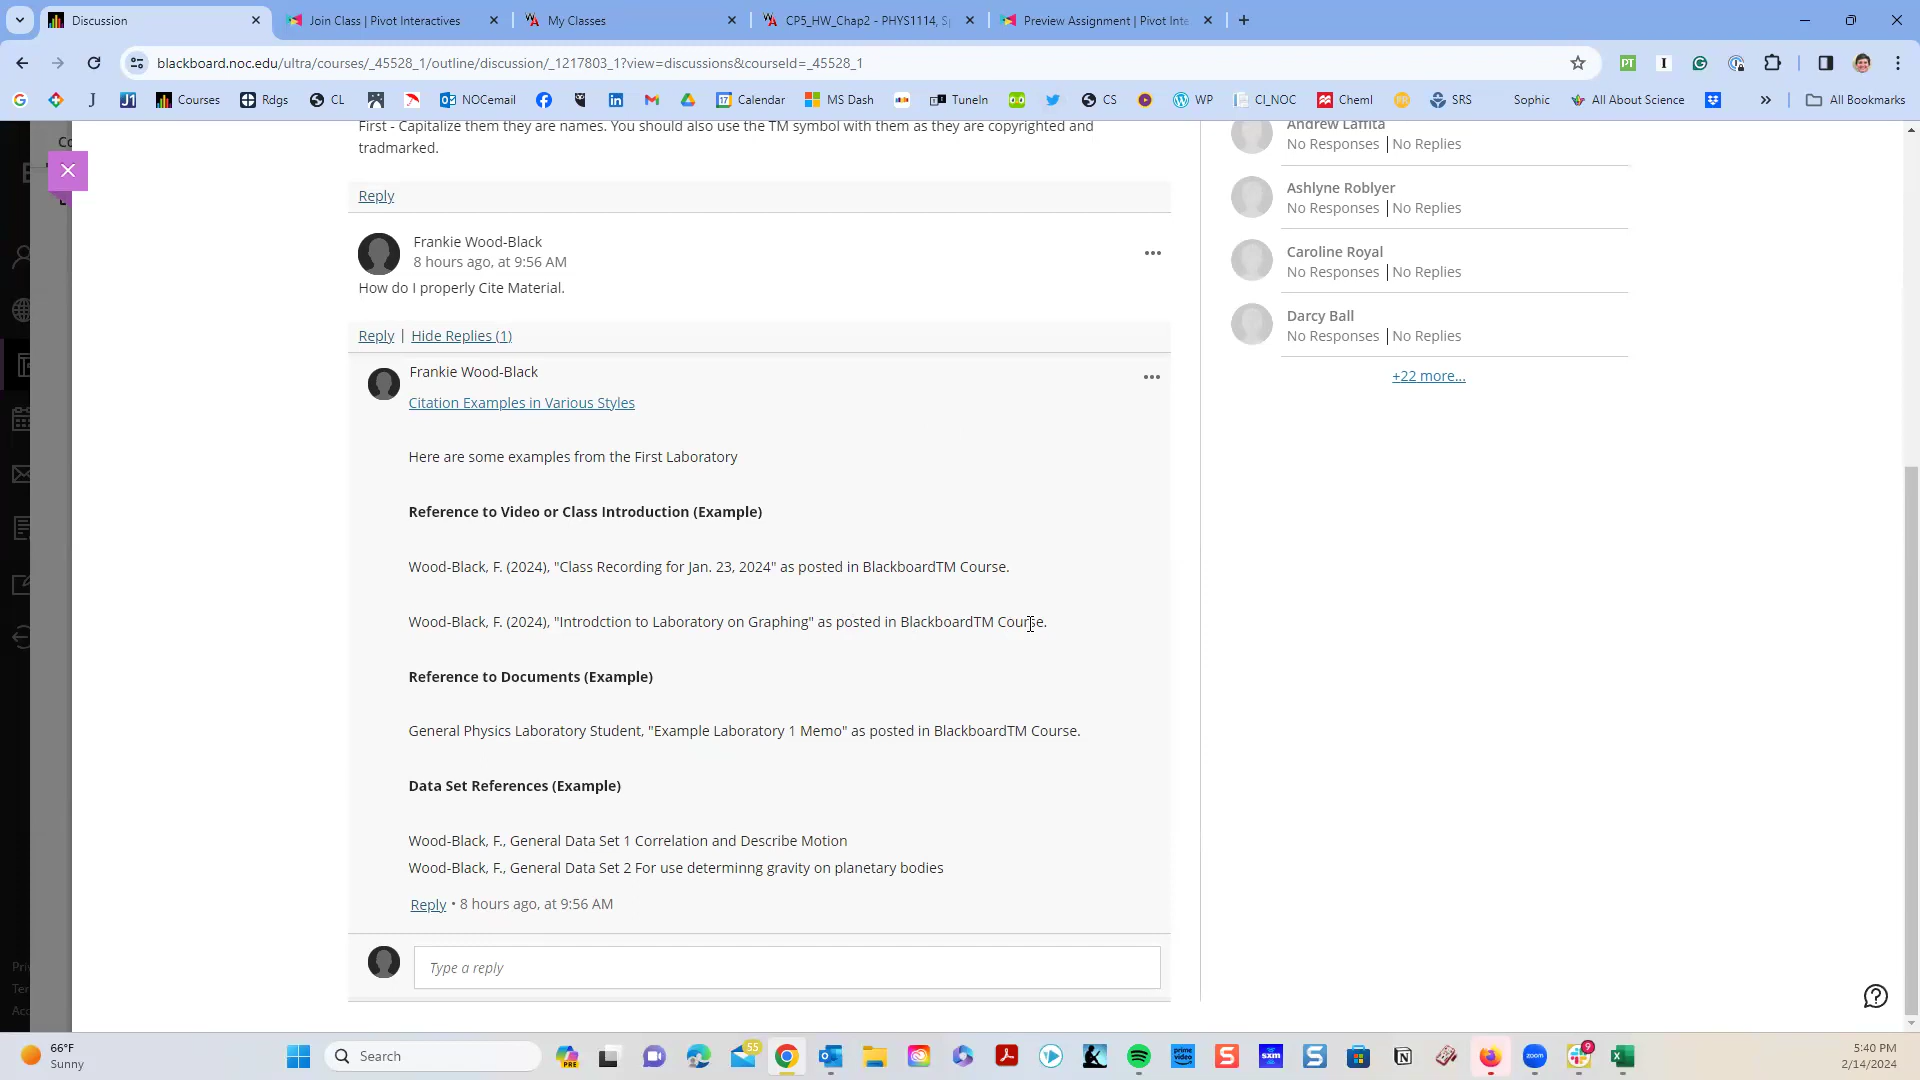 Discussion
Join Class | Pivot Interactives
My Classes
CP5_HW_Chap2 - PHYS1114, Sp
Preview Assignment | Pivot Inte
blackboard.noc.edu/ultra/courses/_45528_1/outline/discussion/_1217803_1?view=discussions&courseId=_45528_1
Courses
Rdgs
CL
NOCemail
Calendar
MS Dash
TuneIn
CS
WP
CI_NOC
Cheml
SRS
Sophic
All About Science
All Bookmarks
First - Capitalize them they are names. You should also use the TM symbol with them as they are copyrighted and
tradmarked.
Reply
Frankie Wood-Black
8 hours ago, at 9:56 AM
How do I properly Cite Material.
Reply | Hide Replies (1)
Frankie Wood-Black
Citation Examples in Various Styles
Here are some examples from the First Laboratory
Reference to Video or Class Introduction (Example)
Wood-Black, F. (2024), "Class Recording for Jan. 23, 2024" as posted in BlackboardTM Course.
Wood-Black, F. (2024), "Introdction to Laboratory on Graphing" as posted in BlackboardTM Course.
Reference to Documents (Example)
General Physics Laboratory Student, "Example Laboratory 1 Memo" as posted in BlackboardTM Course.
Data Set References (Example)
Wood-Black, F., General Data Set 1 Correlation and Describe Motion
Wood-Black, F., General Data Set 2 For use determinng gravity on planetary bodies
Reply • 8 hours ago, at 9:56 AM
Type a reply
Andrew Laffita
No Responses | No Replies
Ashlyne Roblyer
No Responses | No Replies
Caroline Royal
No Responses | No Replies
Darcy Ball
No Responses | No Replies
+22 more...
Co
Pri
Ter
Acc
66°F
Sunny
Search
55
9
5:40 PM
2/14/2024